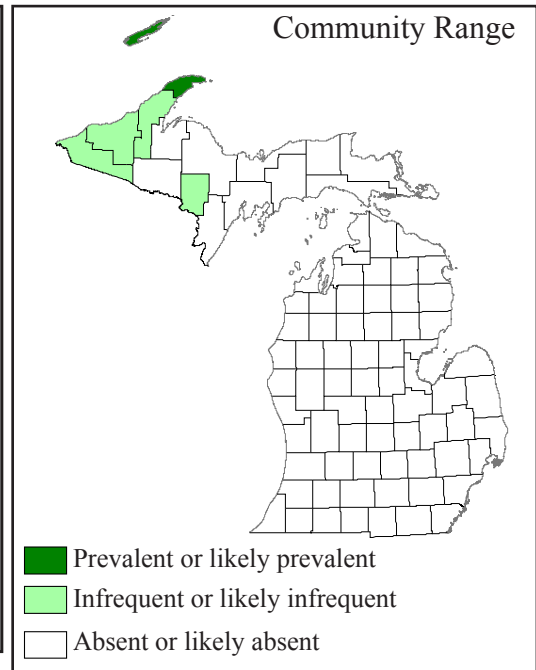 Community Range
Prevalent or likely prevalent
Infrequent or likely infrequent
Absent or likely absent